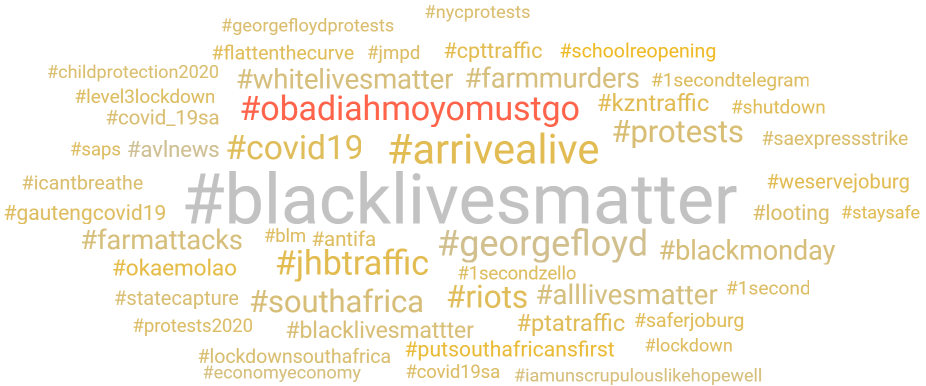 #nycprotests
#georgefloydprotests
#flattenthecurve #jmpd #cpttraffic #schoolreopening
#childprotection2020 #whitelivesmatter #farmmurders #1secondtelegram
#level3lockdown #obadiahmoyomustgo #kzntraffic #shutdown
#covid_19sa #protests #saexpressstrike
#saps #avlnews #covid19 #arrivealive
#icantbreathe #blacklivesmatter #weservejoburg
#gautengcovid19 #looting #staysafe
#farmattacks #blm #antifa #georgefloyd #blackmonday
#okaemolao #jhbtraffic #1secondzello
#statecapture #southafrica #riots #alllivesmatter #1second
#protests2020 #blacklivesmattter #ptatraffic #saferjoburg
#lockdownsouthafrica #putsouthafricansfirst #lockdown
#economyeconomy #covid19sa #iamunscrupulouslikehopewell